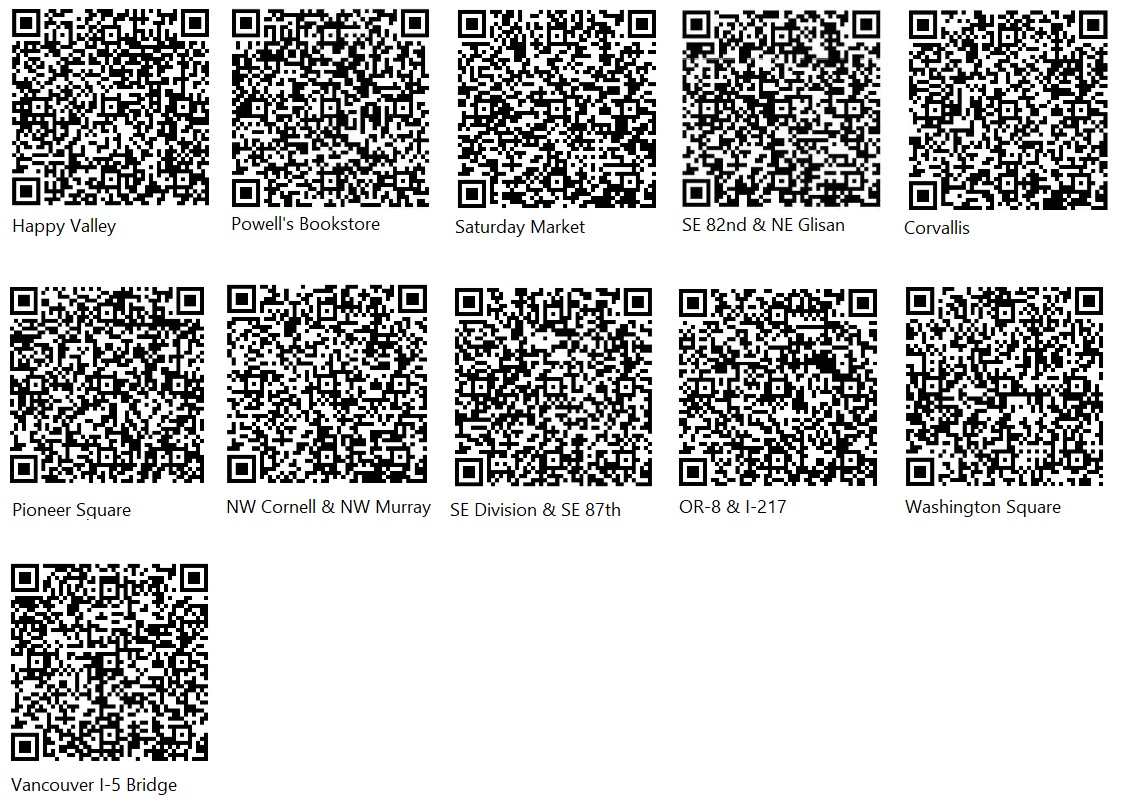 Happy Valley
Powell's Bookstore
Saturday Market
SE 82nd & NE Glisan
Corvallis
Pioneer Square
NW Cornell & NW Murray
SE Division & SE 87th
OR-8 & I-217
Washington Square
Vancouver I-5 Bridge